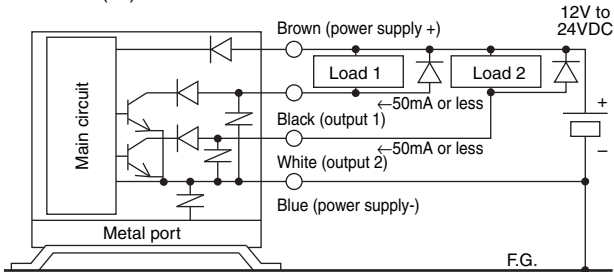 12V to
24VDC
Brown (power supply +)
Load 1
Load 2
←50mA or less
Main circuit
Black (output 1)
←50mA or less
White (output 2)
Blue (power supply-)
Metal port
F.G.
+
−